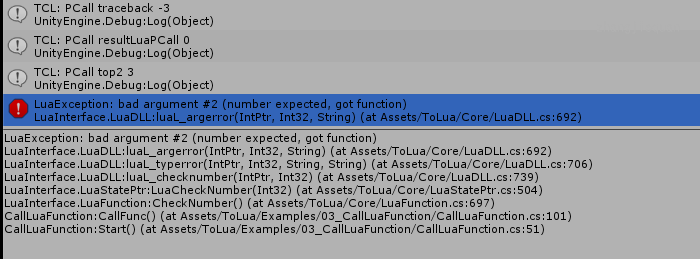 TCL: PCall traceback -3
UnityEngine.Debug:Log(Object)
TCL: PCall resultLuaPCall 0
UnityEngine.Debug:Log(Object)
TCL: PCall top2 3
UnityEngine.Debug:Log(Object)
LuaException: bad argument #2 (number expected, got function)
LuaInterface.LuaDLL:luaL_argerror(IntPtr, Int32, String) (at Assets/ToLua/Core/LuaDLL.cs:692)
LuaException: bad argument #2 (number expected, got function)
LuaInterface.LuaDLL:luaL_argerror(IntPtr, Int32, String) (at Assets/ToLua/Core/LuaDLL.cs:692)
LuaInterface.LuaDLL:luaL_typerror(IntPtr, Int32, String, String) (at Assets/ToLua/Core/LuaDLL.cs:706)
LuaInterface.LuaDLL:luaL_checknumber(IntPtr, Int32) (at Assets/ToLua/Core/LuaDLL.cs:739)
LuaInterface.LuaStatePtr:LuaCheckNumber(Int32) (at Assets/ToLua/Core/LuaStatePtr.cs:504)
LuaInterface.LuaFunction:CheckNumber() (at Assets/ToLua/Core/LuaFunction.cs:697)
CallLuaFunction:CallFunc() (at Assets/ToLua/Examples/03_CallLuaFunction/CallLuaFunction.cs:101)
CallLuaFunction:Start() (at Assets/ToLua/Examples/03_CallLuaFunction/CallLuaFunction.cs:51)